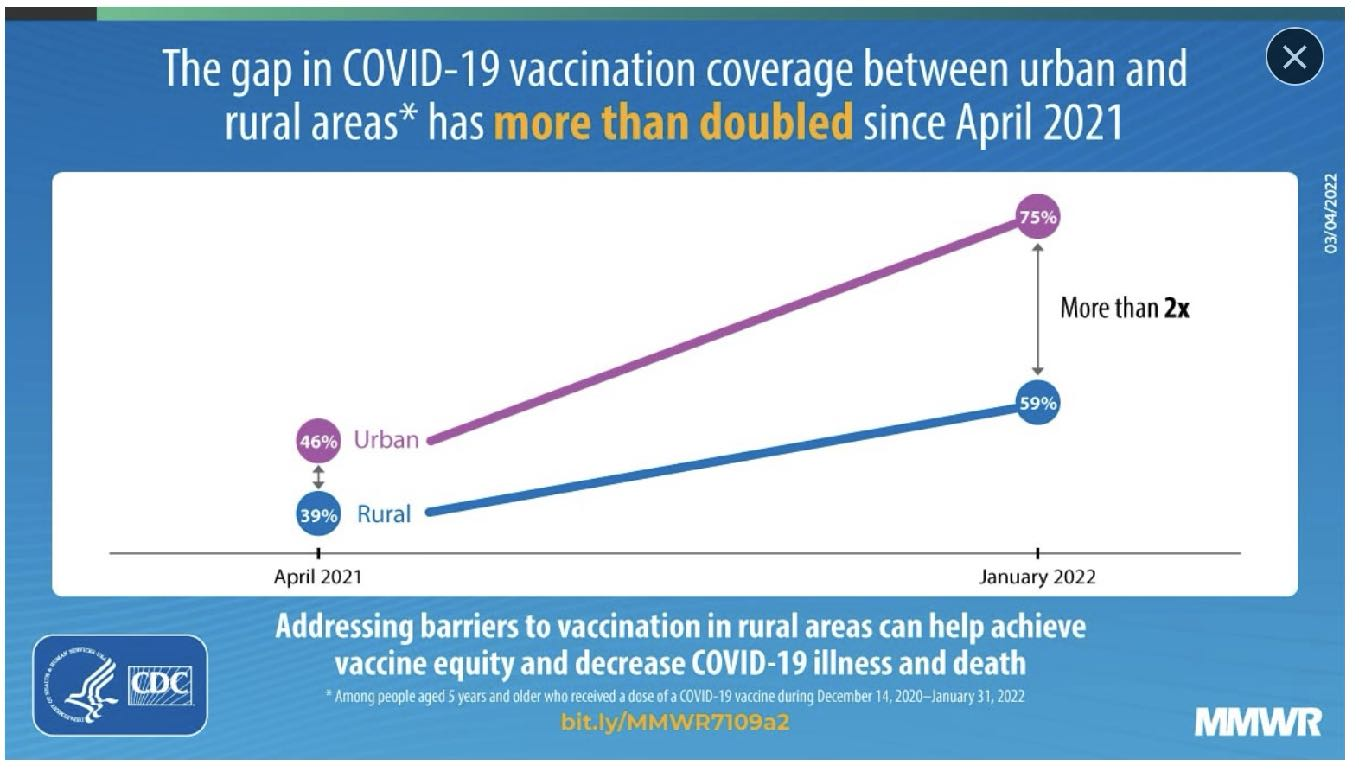 The gap in COVID-19 vaccination coverage between urban and
rural areas* has more than doubled since April 2021
03/04/2022
75%
More than 2x
59%
46% Urban
39% Rural
April 2021
January 2022
Addressing barriers to vaccination in rural areas can help achieve
vaccine equity and decrease COVID-19 illness and death
* Among people aged 5 years and older who received a dose of a COVID-19 vaccine during December 14, 2020–January 31, 2022
bit.ly/MMWR7109a2
CDC
MMWR